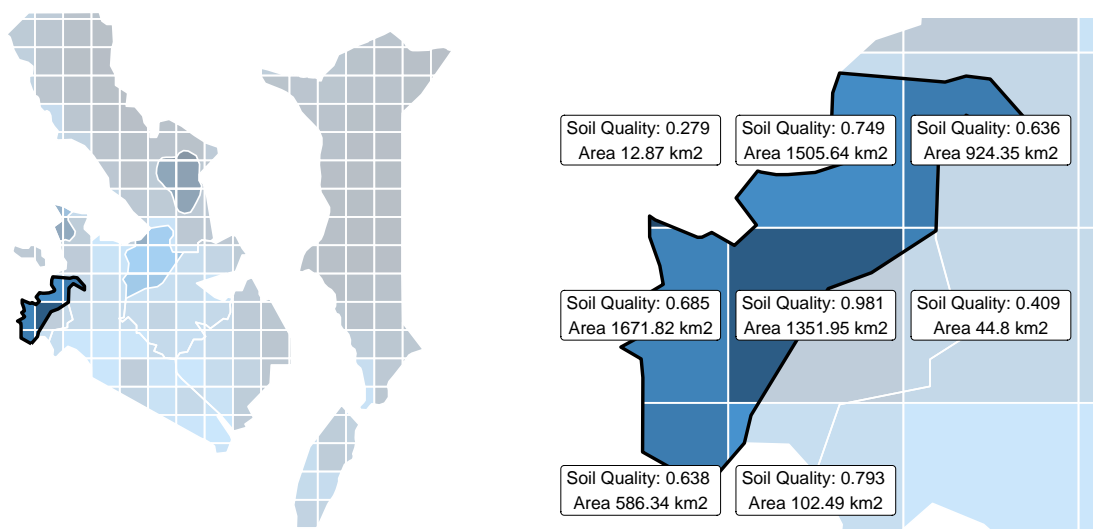 Soil Quality: 0.279
Area 12.87 km2
Soil Quality: 0.749
Area 1505.64 km2
Soil Quality: 0.636
Area 924.35 km2
Soil Quality: 0.685
Area 1671.82 km2
Soil Quality: 0.981
Area 1351.95 km2
Soil Quality: 0.409
Area 44.8 km2
Soil Quality: 0.638
Area 586.34 km2
Soil Quality: 0.793
Area 102.49 km2